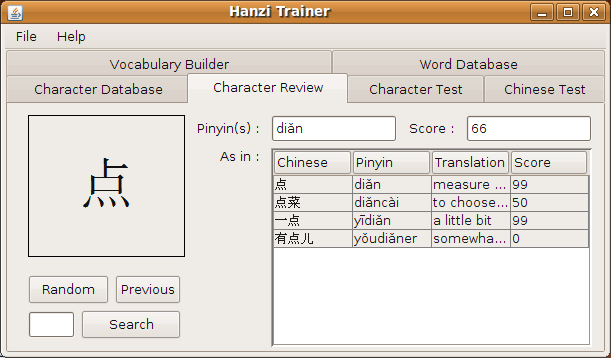 Hanzi Trainer
File Help
Vocabulary Builder Word Database
Character Database Character Review Character Test Chinese Test
点
Pinyin(s) : diǎn Score : 66
As in :
Chinese Pinyin Translation Score
点 diǎn measure ... 99
点菜 diǎncài to choose... 50
一点 yīdiǎn a little bit 99
有点儿 yǒudiǎner somewha... 0
Random Previous
Search